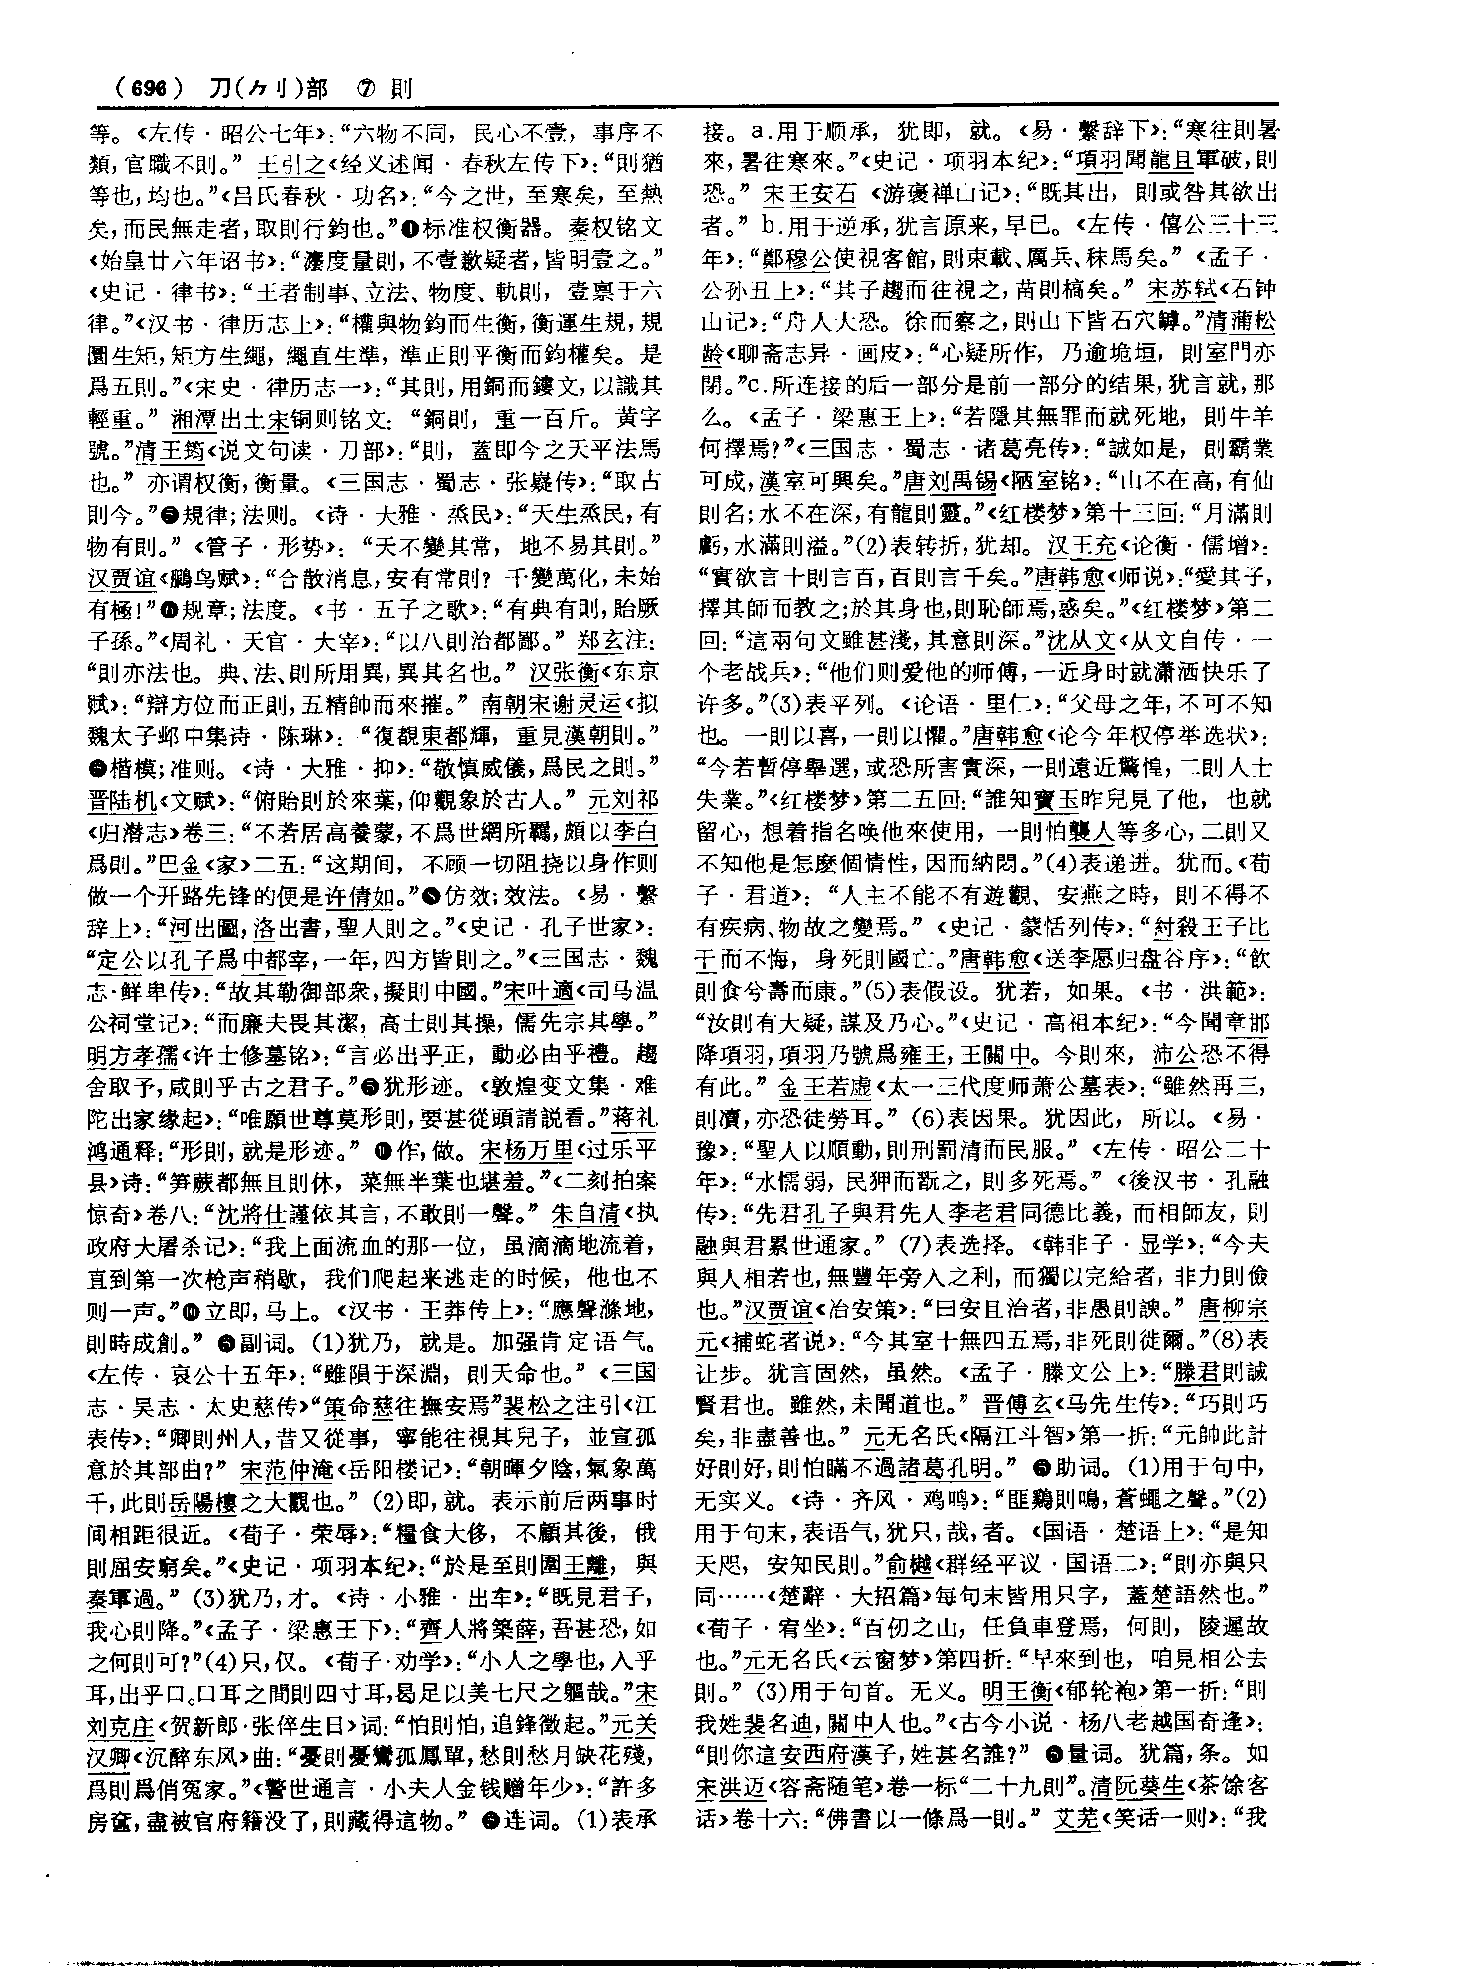 （696） 刀(⺈刂)部 ⑦ 則
等。《左传·昭公七年》：“六物不同，民心不壹，事序不
類，官職不則。” 王引之《经义述闻·春秋左传下》：“則猶
等也，均也。”《吕氏春秋·功名》：“今之世，至寒矣，至熱
矣，而民無走者，取則行鈞也。”❶标准权衡器。秦权铭文
《始皇廿六年诏书》：“灋度量則，不壹歉疑者，皆明壹之。”
《史记·律书》：“王者制事、立法、物度、軌則，壹禀于六
律。”《汉书·律历志上》：“權與物鈞而生衡，衡運生規，規
圜生矩，矩方生繩，繩直生準，準正則平衡而鈞權矣。是
爲五則。”《宋史·律历志一》：“其則，用銅而鏤文，以識其
輕重。” 湘潭出土宋铜则铭文：“銅則，重一百斤。黄字
號。”清王筠《说文句读·刀部》：“則，蓋即今之天平法馬
也。” 亦谓权衡，衡量。《三国志·蜀志·张嶷传》：“取占
則今。”規律；法则。《诗·大雅·烝民》：“天生烝民，有
物有則。” 《管子·形势》：“天不變其常，地不易其則。”
汉贾谊《鵩鸟赋》：“合散消息，安有常則？千變萬化，未始
有極！”规章；法度。《书·五子之歌》：“有典有則，貽厥
子孫。”《周礼·天官·大宰》：“以八則治都鄙。” 郑玄注：
“則亦法也。典、法、則所用異，異其名也。” 汉张衡《东京
赋》：“辯方位而正則，五精帥而來摧。” 南朝宋谢灵运《拟
魏太子邺中集诗·陈琳》：“復覩東都輝，重見漢朝則。”
楷模；准则。《诗·大雅·抑》：“敬慎威儀，爲民之則。”
晋陆机《文赋》：“俯貽則於來葉，仰觀象於古人。” 元刘祁
《归潜志》卷三：“不若居高養蒙，不爲世網所羈，頗以李白
爲則。”巴金《家》二五：“这期间，不顾一切阻挠以身作则
做一个开路先锋的便是许倩如。”仿效；效法。《易·繫
辞上》：“河出圖，洛出書，聖人則之。”《史记·孔子世家》：
“定公以孔子爲中都宰，一年，四方皆則之。”《三国志·魏
志·鲜卑传》：“故其勒御部衆，擬則中國。”宋叶適《司马温
公祠堂记》：“而廉夫畏其潔，高士則其操，儒先宗其學。”
明方孝孺《许士修墓铭》：“言必出乎正，動必由乎禮。趨
舍取予，咸則乎古之君子。”犹形迹。《敦煌变文集·难
陀出家缘起》：“唯願世尊莫形則，要甚從頭請説看。”蒋礼
鸿通释：“形則，就是形迹。” 作，做。宋杨万里《过乐平
县》诗：“笋蕨都無且則休，菜無半葉也堪羞。”《二刻拍案
惊奇》卷八：“沈將仕謹依其言，不敢則一聲。” 朱自清《执
政府大屠杀记》：“我上面流血的那一位，虽滴滴地流着，
直到第一次枪声稍歇，我们爬起来逃走的时候，他也不
则一声。”立即，马上。《汉书·王莽传上》：“應聲滌地，
則時成創。” 副词。(1)犹乃，就是。加强肯定语气。
《左传·哀公十五年》：“雖隕于深淵，則天命也。” 《三国
志·吴志·太史慈传》“策命慈往撫安焉”裴松之注引《江
表传》：“卿則州人，昔又從事，寧能往視其兒子，並宣孤
意於其部曲？” 宋范仲淹《岳阳楼记》：“朝暉夕陰，氣象萬
千，此則岳陽樓之大觀也。” (2)即，就。表示前后两事时
间相距很近。《荀子·荣辱》：“糧食大侈，不顧其後，俄
則屈安窮矣。”《史记·项羽本纪》：“於是至則圍王離，與
秦軍遇。” (3)犹乃，才。《诗·小雅·出车》：“既見君子，
我心則降。”《孟子·梁惠王下》：“齊人將築薛，吾甚恐，如
之何則可？”(4)只，仅。《荀子·劝学》：“小人之學也，入乎
耳，出乎口。口耳之間則四寸耳，曷足以美七尺之軀哉。”宋
刘克庄《贺新郎·张倅生日》词：“怕則怕，追鋒徵起。”元关
汉卿《沉醉东风》曲：“憂則憂鸞孤鳳單，愁則愁月缺花殘，
爲則爲俏冤家。”《警世通言·小夫人金钱赠年少》：“許多
房奩，盡被官府籍没了，則藏得這物。” 连词。(1)表承
接。a.用于顺承，犹即，就。《易·繫辞下》：“寒往則暑
來，暑往寒來。”《史记·项羽本纪》：“項羽聞龍且軍破，則
恐。” 宋王安石《游褒禅山记》：“既其出，則或咎其欲出
者。” b.用于逆承，犹言原来，早已。《左传·僖公三十三
年》：“鄭穆公使視客館，則束載、厲兵、秣馬矣。” 《孟子·
公孙丑上》：“其子趨而往視之，苗則槁矣。” 宋苏轼《石钟
山记》：“舟人大恐。徐而察之，則山下皆石穴罅。”清蒲松
龄《聊斋志异·画皮》：“心疑所作，乃逾垝垣，則室門亦
閉。”c.所连接的后一部分是前一部分的结果，犹言就，那
么。《孟子·梁惠王上》：“若隱其無罪而就死地，則牛羊
何擇焉？”《三国志·蜀志·诸葛亮传》：“誠如是，則霸業
可成，漢室可興矣。”唐刘禹锡《陋室铭》：“山不在高，有仙
則名；水不在深，有龍則靈。”《红楼梦》第十三回：“月滿則
虧，水滿則溢。”(2)表转折，犹却。汉王充《论衡·儒增》：
“實欲言十則言百，百則言千矣。”唐韩愈《师说》：“愛其子，
擇其師而教之；於其身也，則恥師焉，惑矣。”《红楼梦》第二
回：“這兩句文雖甚淺，其意則深。”沈从文《从文自传·一
个老战兵》：“他们则爱他的师傅，一近身时就潇洒快乐了
许多。”(3)表平列。《论语·里仁》：“父母之年，不可不知
也。一則以喜，一則以懼。”唐韩愈《论今年权停举选状》：
“今若暫停舉選，或恐所害實深，一則遠近驚惶，二則人士
失業。”《红楼梦》第二五回：“誰知寶玉昨兒見了他，也就
留心，想着指名唤他來使用，一則怕襲人等多心，二則又
不知他是怎麽個情性，因而納悶。”(4)表递进。犹而。《荀
子·君道》：“人主不能不有遊觀、安燕之時，則不得不
有疾病、物故之變焉。” 《史记·蒙恬列传》：“紂殺王子比
干而不悔，身死則國亡。”唐韩愈《送李愿归盘谷序》：“飲
則食兮壽而康。”(5)表假设。犹若，如果。《书·洪範》：
“汝則有大疑，謀及乃心。”《史记·高祖本纪》：“今聞章邯
降項羽，項羽乃號爲雍王，王關中。今則來，沛公恐不得
有此。” 金王若虚《太一三代度师萧公墓表》：“雖然再三，
則瀆，亦恐徒勞耳。” (6)表因果。犹因此，所以。《易·
豫》：“聖人以順動，則刑罰清而民服。” 《左传·昭公二十
年》：“水懦弱，民狎而翫之，則多死焉。” 《後汉书·孔融
传》：“先君孔子與君先人李老君同德比義，而相師友，則
融與君累世通家。” (7)表选择。《韩非子·显学》：“今夫
與人相若也，無豐年旁入之利，而獨以完給者，非力則儉
也。”汉贾谊《治安策》：“曰安且治者，非愚則諛。” 唐柳宗
元《捕蛇者说》：“今其室十無四五焉，非死則徙爾。”(8)表
让步。犹言固然，虽然。《孟子·滕文公上》：“滕君則誠
賢君也。雖然，未聞道也。” 晋傅玄《马先生传》：“巧則巧
矣，非盡善也。” 元无名氏《隔江斗智》第一折：“元帥此計
好則好，則怕瞞不過諸葛孔明。” 助词。(1)用于句中，
无实义。《诗·齐风·鸡鸣》：“匪鷄則鳴，蒼蠅之聲。”(2)
用于句末，表语气，犹只，哉，者。《国语·楚语上》：“是知
天咫，安知民則。”俞樾《群经平议·国语二》：“則亦與只
同……《楚辭·大招篇》每句末皆用只字，蓋楚語然也。”
《荀子·宥坐》：“百仞之山，任負車登焉，何則，陵遲故
也。”元无名氏《云窗梦》第四折：“早來到也，咱見相公去
則。” (3)用于句首。无义。明王衡《郁轮袍》第一折：“則
我姓裴名迪，關中人也。”《古今小说·杨八老越国奇逢》：
“則你這安西府漢子，姓甚名誰？” 量词。犹篇，条。如
宋洪迈《容斋随笔》卷一标“二十九則”。清阮葵生《茶馀客
话》卷十六：“佛書以一條爲一則。” 艾芜《笑话一则》：“我